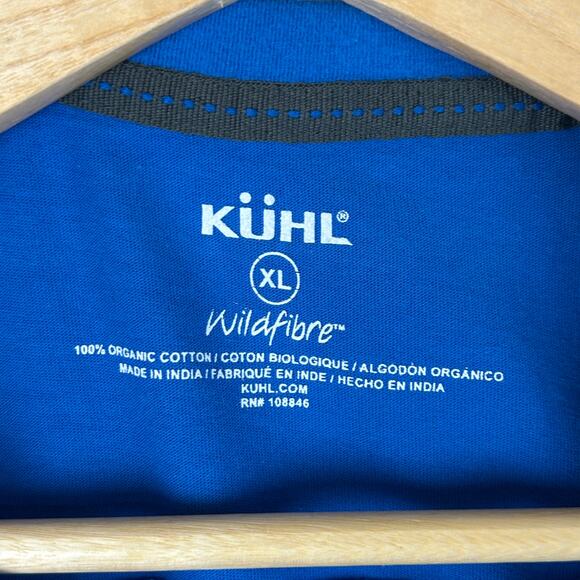 KÜHL®
XL
Wildfibre™
100% ORGANIC COTTON / COTON BIOLOGIQUE / ALGODÓN ORGÁNICO
MADE IN INDIA / FABRIQUÉ EN INDE / HECHO EN INDIA
KUHL.COM
RN# 108846